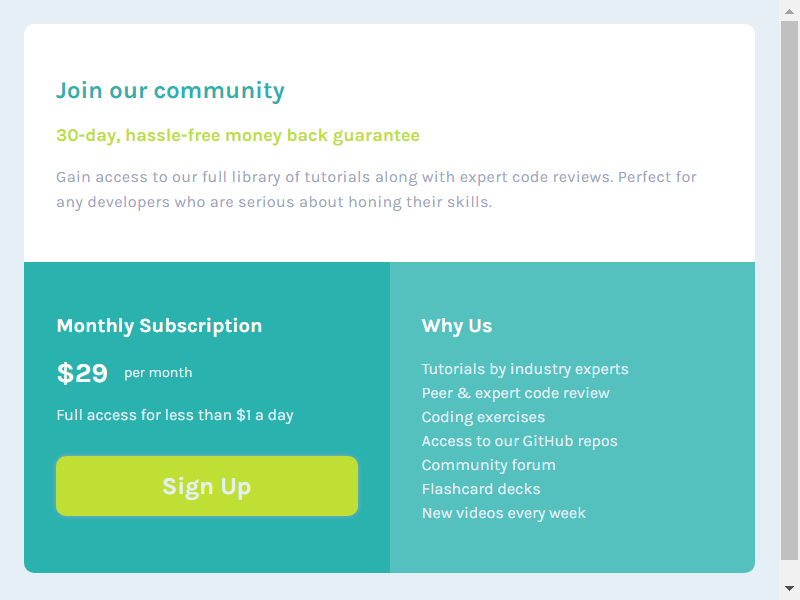 Join our community
30-day, hassle-free money back guarantee
Gain access to our full library of tutorials along with expert code reviews. Perfect for
any developers who are serious about honing their skills.
Monthly Subscription
$29 per month
Full access for less than $1 a day
Sign Up
Why Us
Tutorials by industry experts
Peer & expert code review
Coding exercises
Access to our GitHub repos
Community forum
Flashcard decks
New videos every week